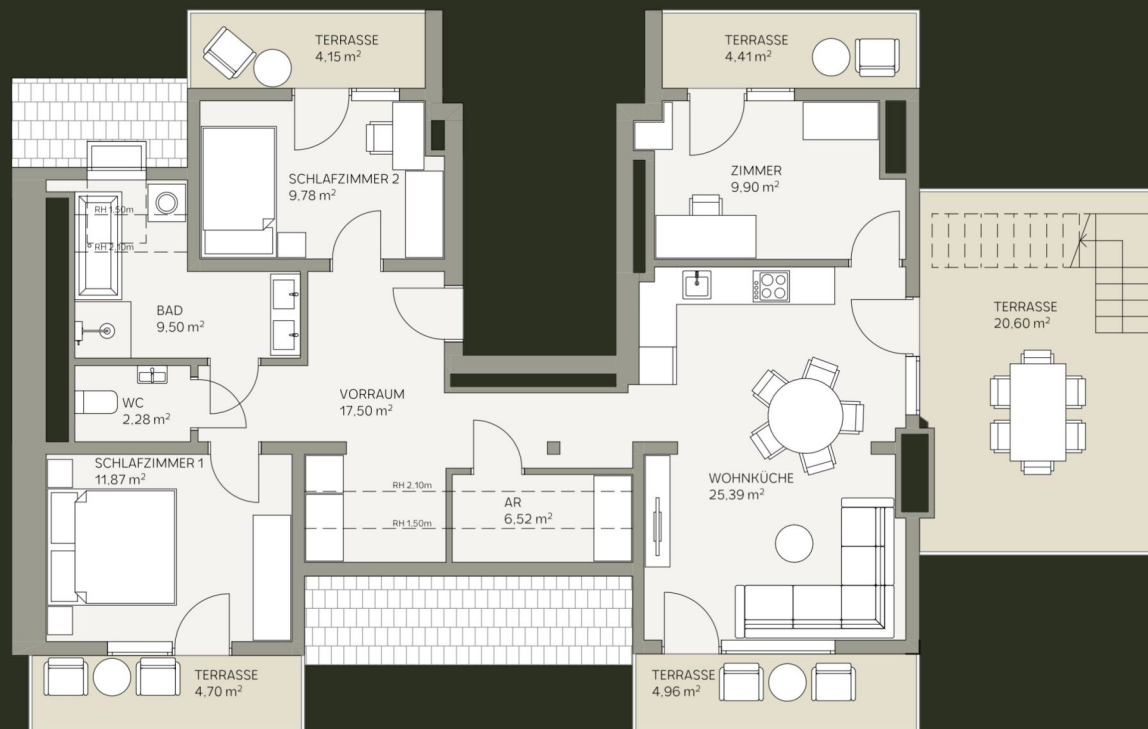 TERRASSE
4,15 m²
TERRASSE
4,41 m²
SCHLAFZIMMER 2
9,78 m²
ZIMMER
9,90 m²
RH 1,50m
RH 2,10m
BAD
9,50 m²
TERRASSE
20,60 m²
WC
2,28 m²
VORRAUM
17,50 m²
SCHLAFZIMMER 1
11,87 m²
RH 2,10m
RH 1,50m
AR
6,52 m²
WOHNKÜCHE
25,39 m²
TERRASSE
4,70 m²
TERRASSE
4,96 m²